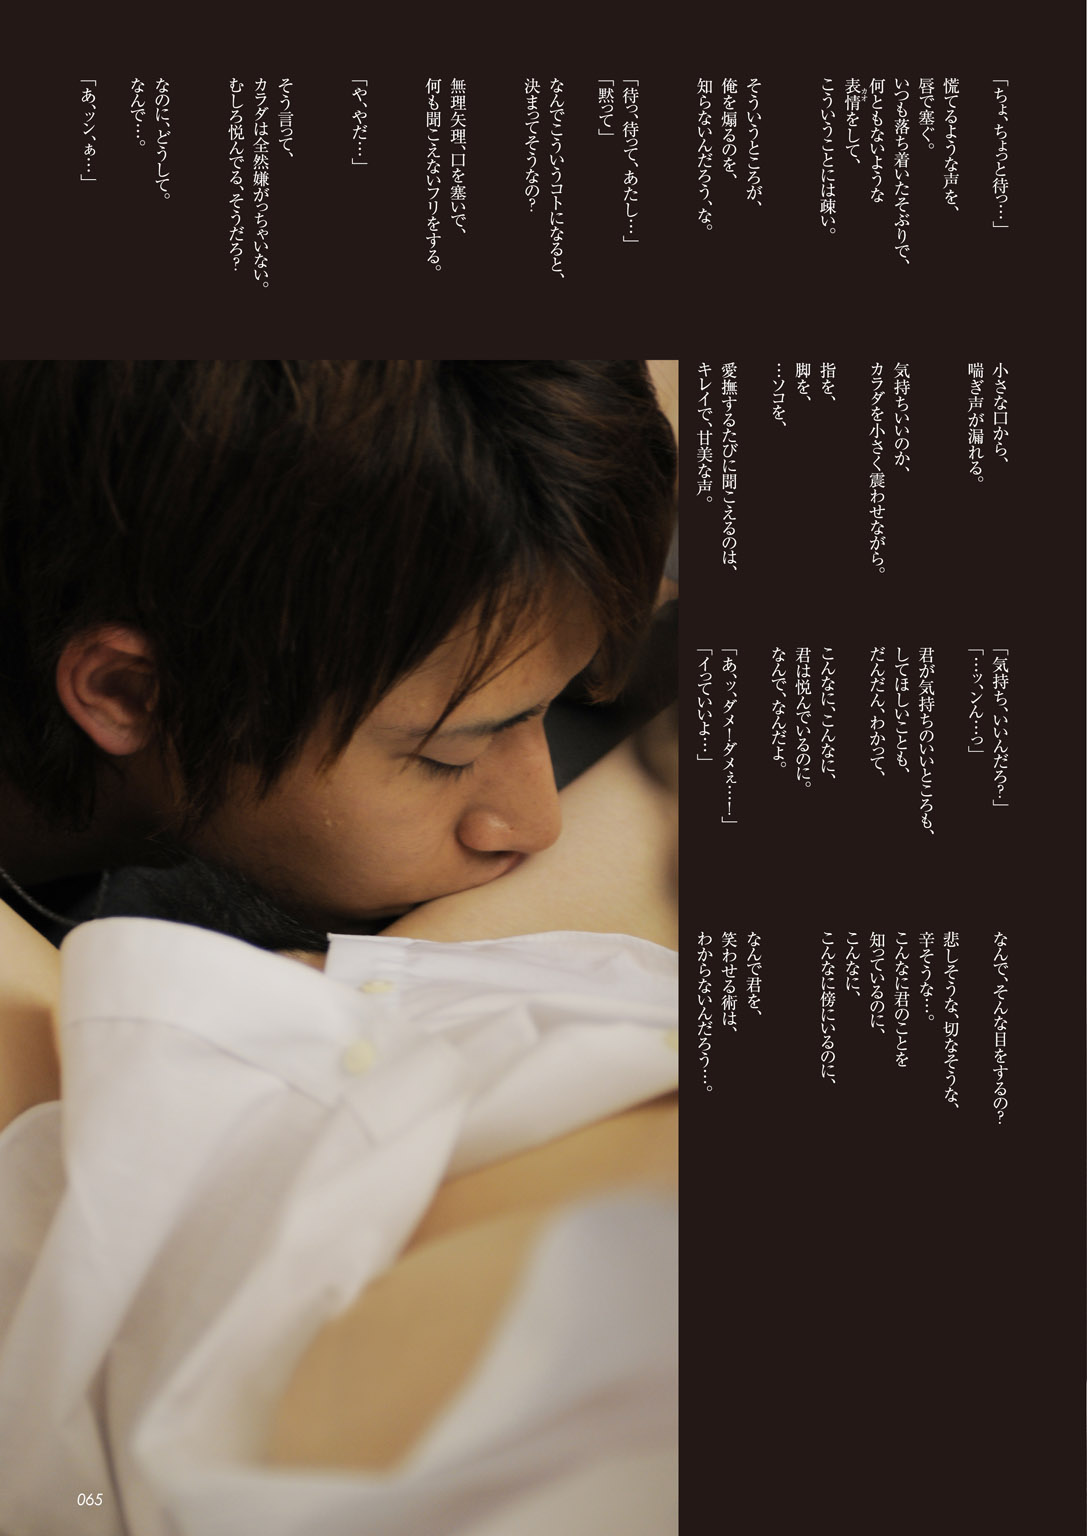 「ちょ、ちょっと待っ…」
慌てるような声を、
唇で塞ぐ。
いつも落ち着いたそぶりで、
何ともないような
表情をして、
カオ
こういうことには疎い。
そういうところが、
俺を煽るのを、
知らないんだろう、な。
「待っ、待って、あたし…」
「黙って」
なんでこういうコトになると、
決まってそうなの？
無理矢理、口を塞いで、
何も聞こえないフリをする。
「や、やだ…」
そう言って、
カラダは全然嫌がっちゃいない。
むしろ悦んでる、そうだろ？
なのに、どうして。
なんで…。
「あ、ッン、ぁ…」
小さな口から、
喘ぎ声が漏れる。
気持ちいいのか、
カラダを小さく震わせながら。
指を、
脚を、
…ソコを、
愛撫するたびに聞こえるのは、
キレイで、甘美な声。
「気持ち、いいんだろ？」
「…ッ、ンん…っ」
君が気持ちのいいところも、
してほしいことも、
だんだん、わかって、
こんなに、こんなに、
君は悦んでいるのに。
なんで、なんだよ。
「あ、ッ、ダメ！ダメぇ…！」
「イっていいよ…」
なんで、そんな目をするの？
悲しそうな、切なそうな、
辛そうな…。
こんなに君のことを
知っているのに、
こんなに、
こんなに傍にいるのに、
なんで君を、
笑わせる術は、
わからないんだろう…。
065